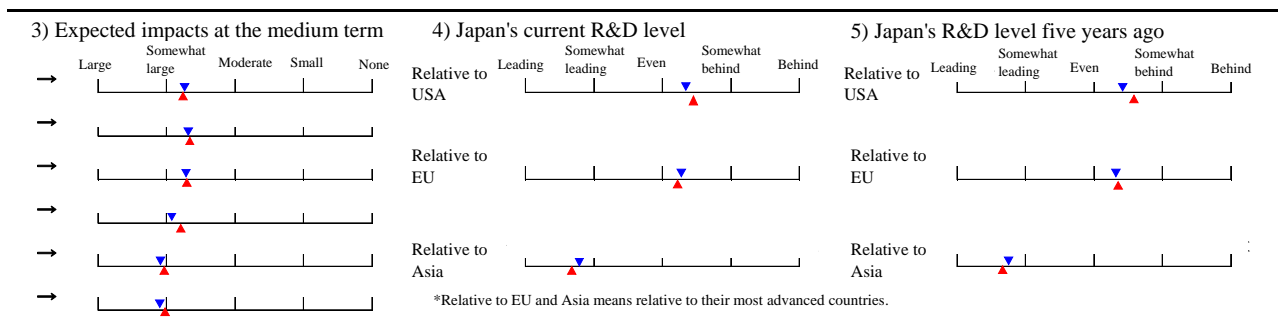 3) Expected impacts at the medium term
Large
Somewhat
large
Moderate
Small
None
4) Japan's current R&D level
Leading
Somewhat
leading
Even
Somewhat
behind
Behind
Relative to
USA
Relative to
EU
Relative to
Asia
*Relative to EU and Asia means relative to their most advanced countries.
5) Japan's R&D level five years ago
Leading
Somewhat
leading
Even
Somewhat
behind
Behind
Relative to
USA
Relative to
EU
Relative to
Asia